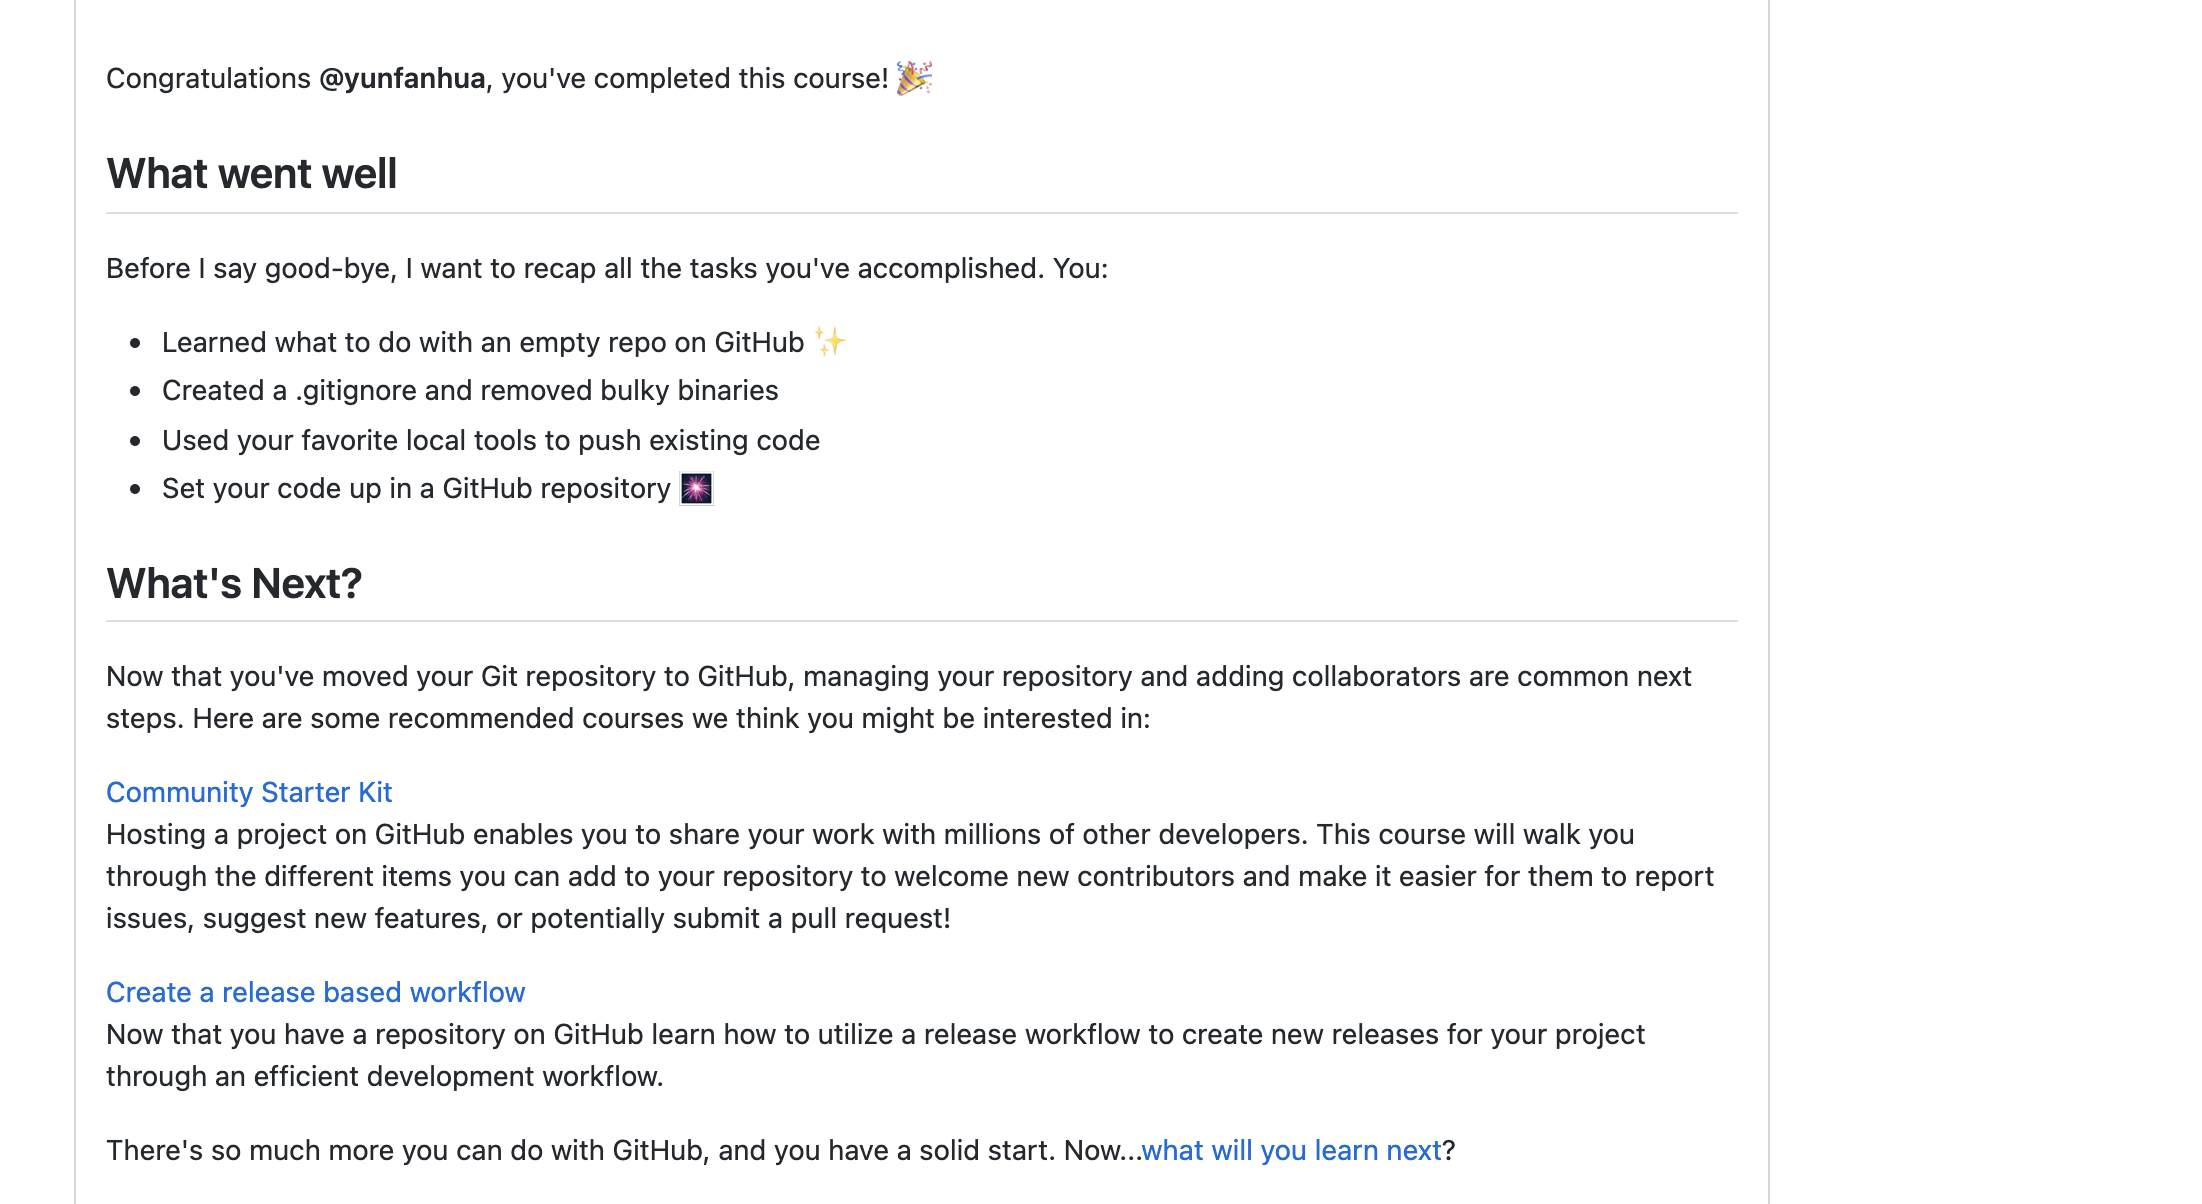 Congratulations @yunfanhua, you've completed this course! 🎉
What went well
Before I say good-bye, I want to recap all the tasks you've accomplished. You:
• Learned what to do with an empty repo on GitHub ✨
• Created a .gitignore and removed bulky binaries
• Used your favorite local tools to push existing code
• Set your code up in a GitHub repository 🎆
What's Next?
Now that you've moved your Git repository to GitHub, managing your repository and adding collaborators are common next
steps. Here are some recommended courses we think you might be interested in:
Community Starter Kit
Hosting a project on GitHub enables you to share your work with millions of other developers. This course will walk you
through the different items you can add to your repository to welcome new contributors and make it easier for them to report
issues, suggest new features, or potentially submit a pull request!
Create a release based workflow
Now that you have a repository on GitHub learn how to utilize a release workflow to create new releases for your project
through an efficient development workflow.
There's so much more you can do with GitHub, and you have a solid start. Now...what will you learn next?